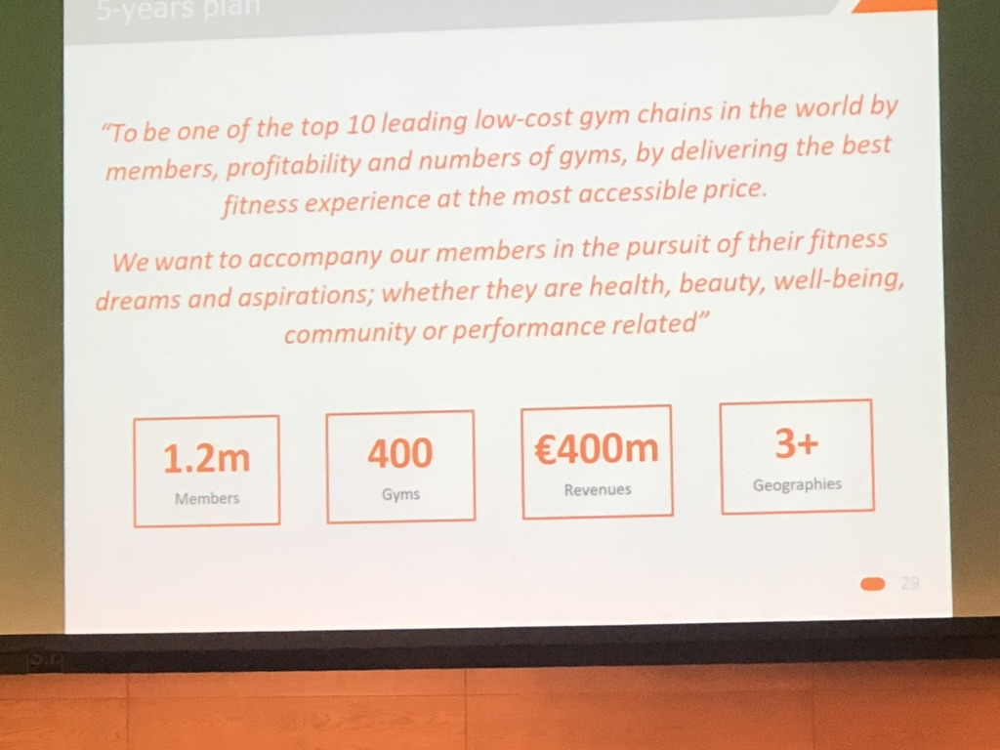 5-years plan
"To be one of the top 10 leading low-cost gym chains in the world by
members, profitability and numbers of gyms, by delivering the best
fitness experience at the most accessible price.
We want to accompany our members in the pursuit of their fitness
dreams and aspirations; whether they are health, beauty, well-being,
community or performance related"
1.2m
Members
400
Gyms
€400m
Revenues
3+
Geographies
29